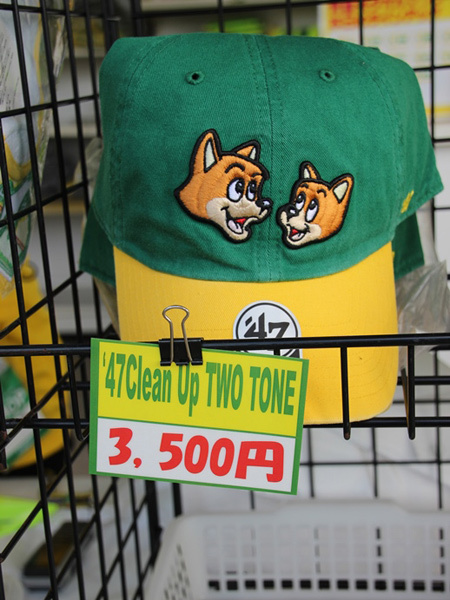 '47
'47Clean Up TWO TONE
3,500円